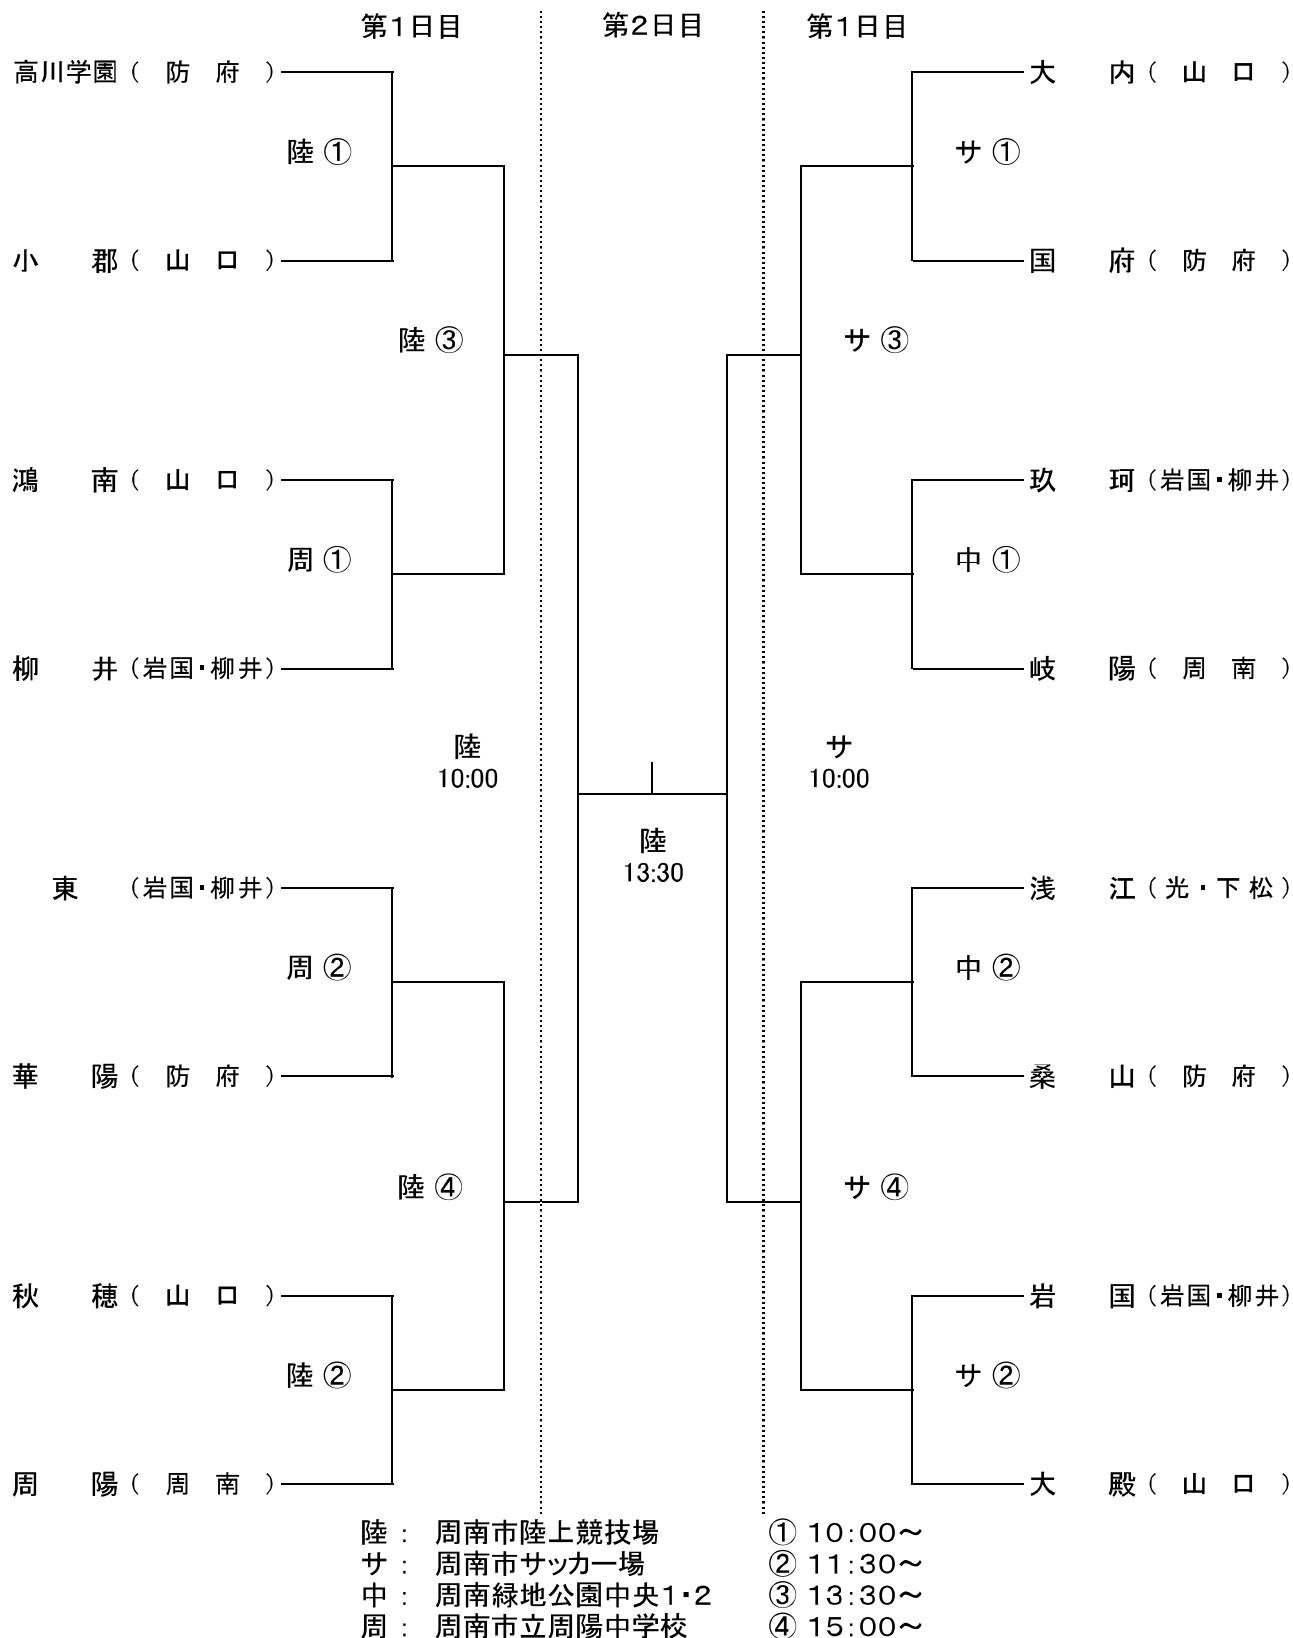 第1日目 第2日目 第1日目
高川学園（ 防 府 ） 大 内（ 山 口 ）
陸 ① サ ①
小 郡（ 山 口 ） 国 府（ 防 府 ）
陸 ③ サ ③
鴻 南（ 山 口 ） 玖 珂（岩国・柳井）
周 ① 中 ①
柳 井（岩国・柳井） 岐 陽（ 周 南 ）
陸 サ
10:00 10:00
陸
13:30
東 （岩国・柳井） 浅 江（光・下松）
周 ② 中 ②
華 陽（ 防 府 ） 桑 山（ 防 府 ）
陸 ④ サ ④
秋 穂（ 山 口 ） 岩 国（岩国・柳井）
陸 ② サ ②
周 陽（ 周 南 ） 大 殿（ 山 口 ）
陸 ： 周南市陸上競技場 ① 10：00～
サ ： 周南市サッカー場 ② 11：30～
中 ： 周南緑地公園中央1・2 ③ 13：30～
周 ： 周南市立周陽中学校 ④ 15：00～